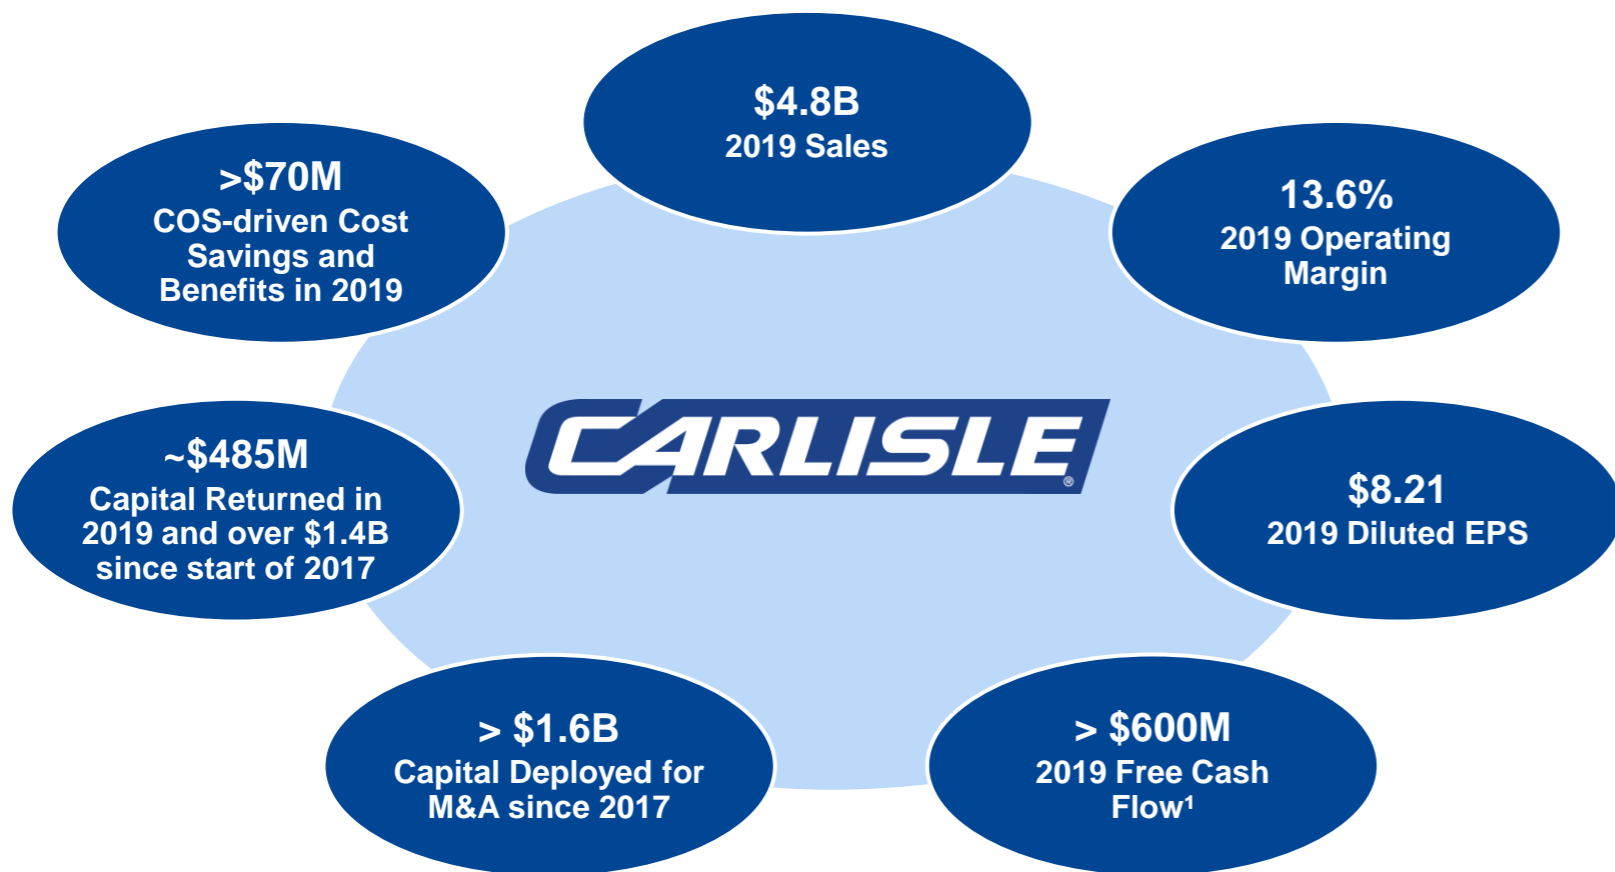 $4.8B
2019 Sales
13.6%
2019 Operating
Margin
$8.21
2019 Diluted EPS
> $600M
2019 Free Cash
Flow¹
> $1.6B
Capital Deployed for
M&A since 2017
~$485M
Capital Returned in
2019 and over $1.4B
since start of 2017
>$70M
COS-driven Cost
Savings and
Benefits in 2019
CARLISLE®